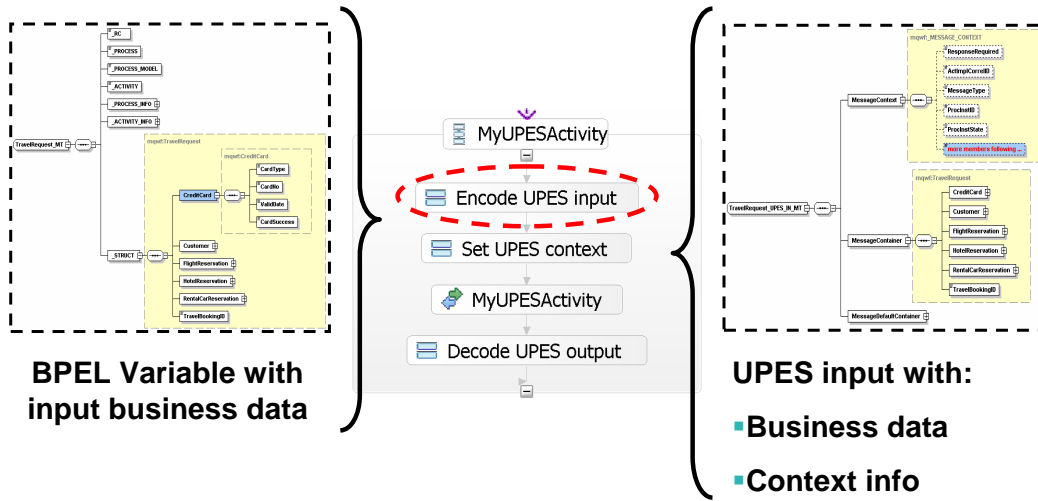 _RC
_PROCESS
_PROCESS_MODEL
_ACTIVITY
_PROCESS_INFO
_ACTIVITY_INFO
TravelRequest_MT
mqwf:TravelRequest
mqwf:CreditCard
CreditCard
CardType
CardNo
ValidDate
CardSuccess
_STRUCT
Customer
FlightReservation
HotelReservation
RentalCarReservation
TravelBookingID
BPEL Variable with
input business data
MyUPESActivity
Encode UPES input
Set UPES context
MyUPESActivity
Decode UPES output
mqwf:_MESSAGE_CONTEXT
ResponseRequired
ActImplCorrelID
MessageContext
MessageType
ProcInstID
ProcInstState
more members following ...
mqwf:TravelRequest
CreditCard
TravelRequest_UPES_IN_MT
Customer
FlightReservation
MessageContainer
HotelReservation
RentalCarReservation
TravelBookingID
MessageDefaultContainer
UPES input with:
▪Business data
▪Context info